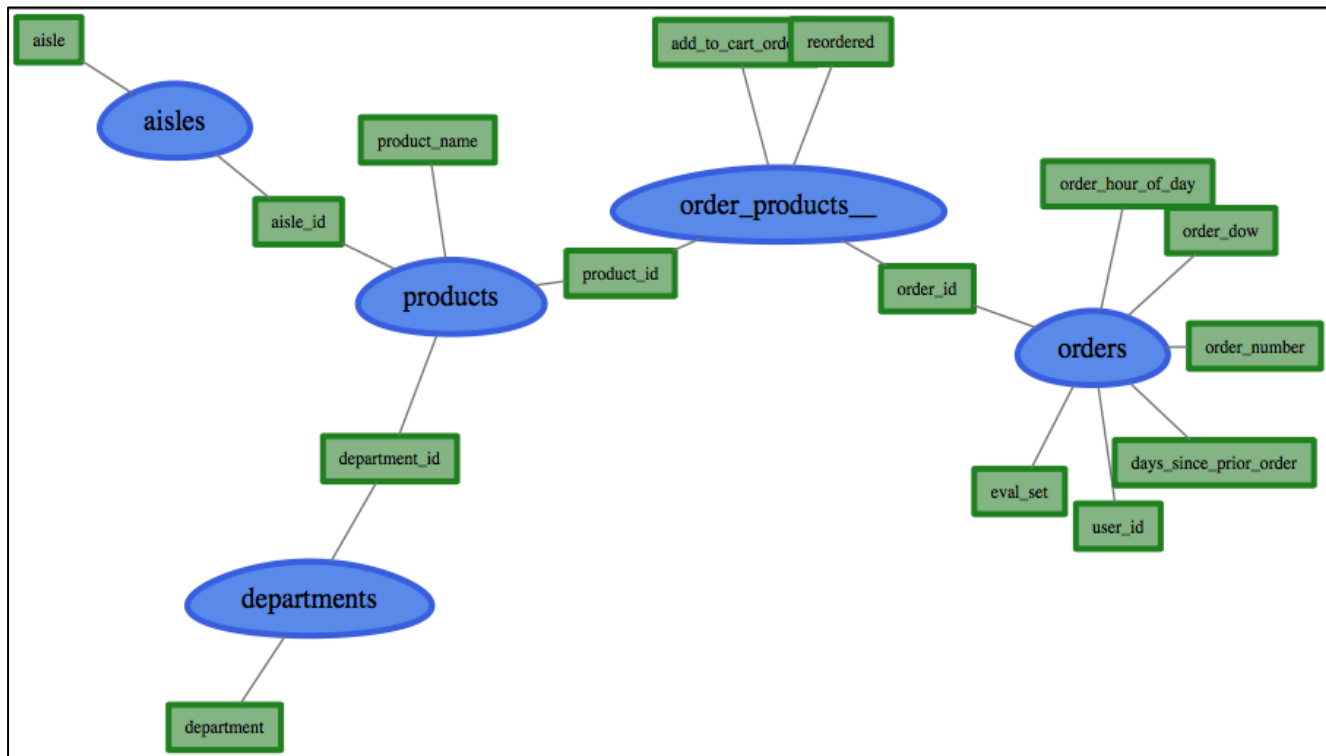 aisle
add_to_cart_orde
reordered
aisles
product_name
order_hour_of_day
order_products__
aisle_id
order_dow
product_id
order_id
products
orders
order_number
department_id
days_since_prior_order
eval_set
user_id
departments
department